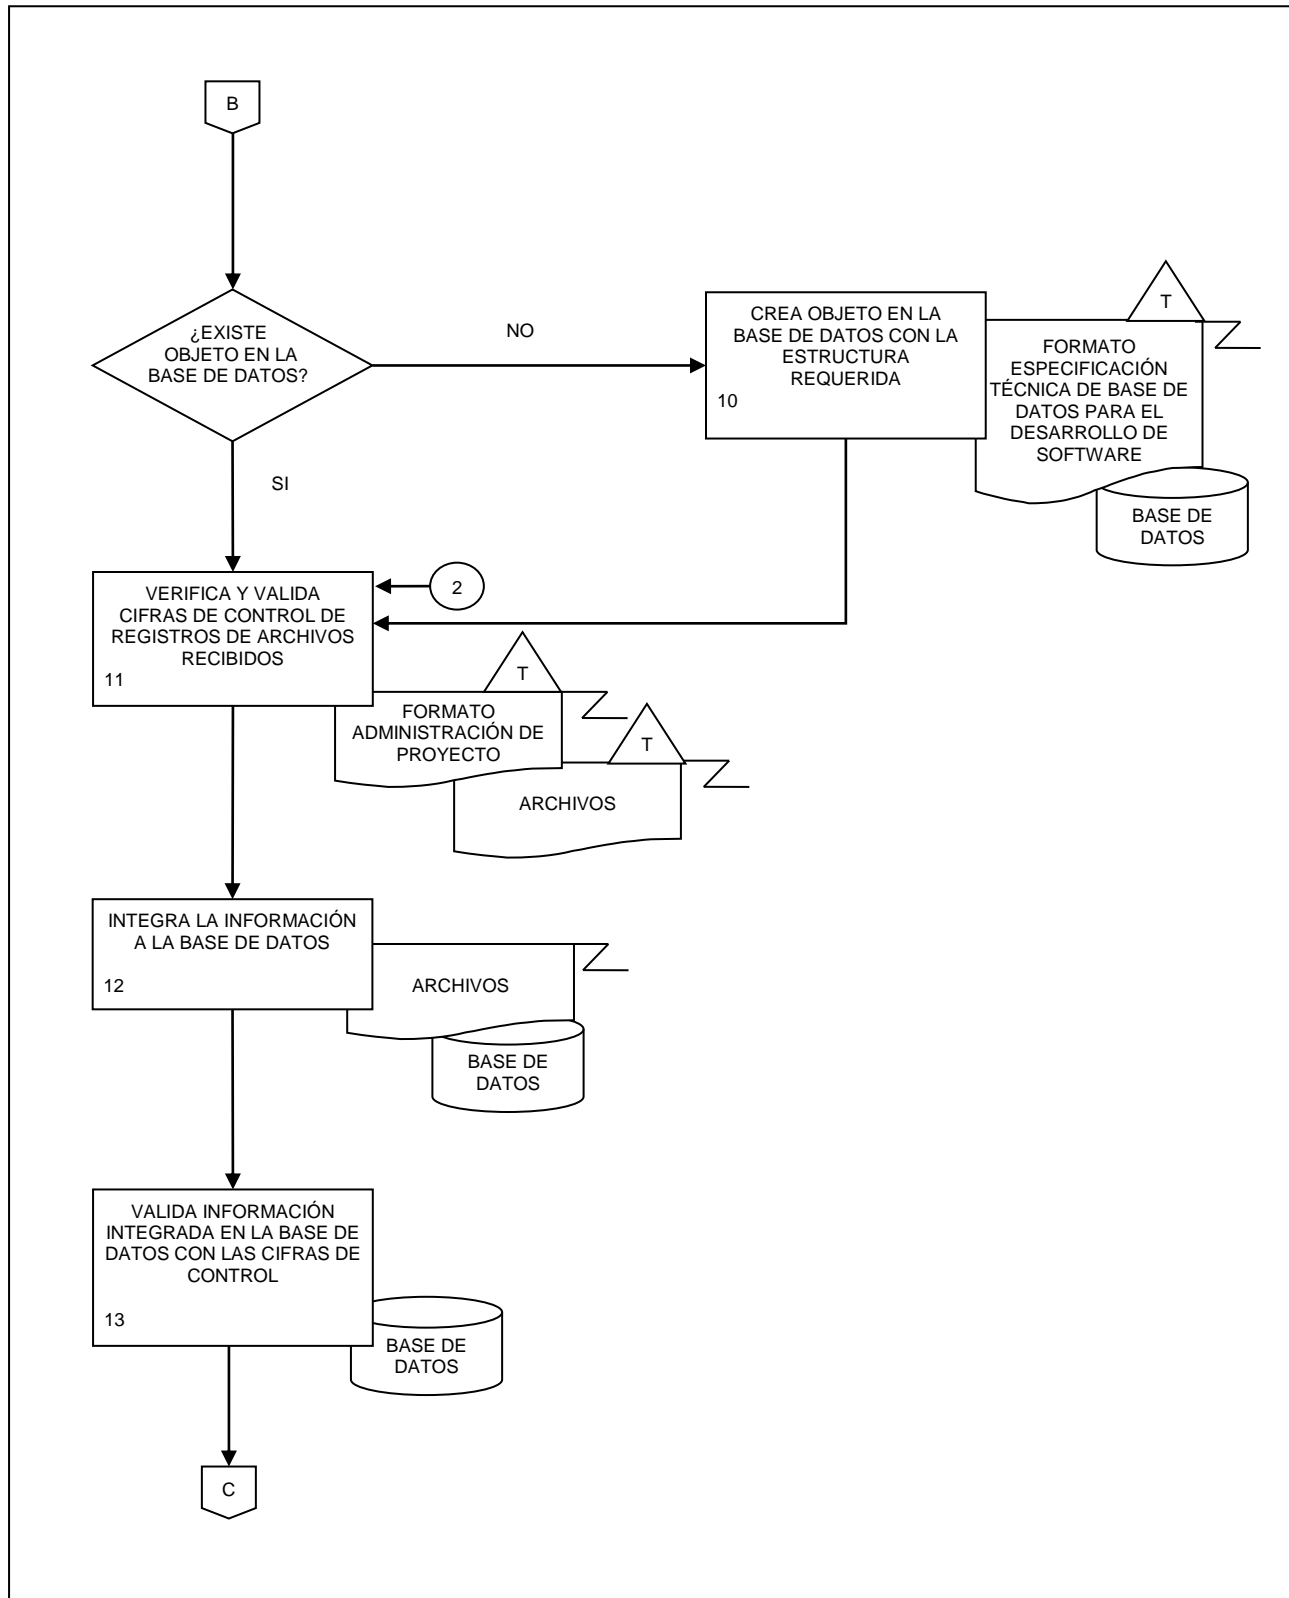 B
¿EXISTE
OBJETO EN LA
BASE DE DATOS?
NO
CREA OBJETO EN LA
BASE DE DATOS CON LA
ESTRUCTURA
REQUERIDA
10
T
FORMATO
ESPECIFICACIÓN
TÉCNICA DE BASE DE
DATOS PARA EL
DESARROLLO DE
SOFTWARE
BASE DE
DATOS
SI
VERIFICA Y VALIDA
CIFRAS DE CONTROL DE
REGISTROS DE ARCHIVOS
RECIBIDOS
11
2
T
FORMATO
ADMINISTRACIÓN DE
PROYECTO
T
ARCHIVOS
INTEGRA LA INFORMACIÓN
A LA BASE DE DATOS
12
ARCHIVOS
BASE DE
DATOS
VALIDA INFORMACIÓN
INTEGRADA EN LA BASE DE
DATOS CON LAS CIFRAS DE
CONTROL
13
BASE DE
DATOS
C